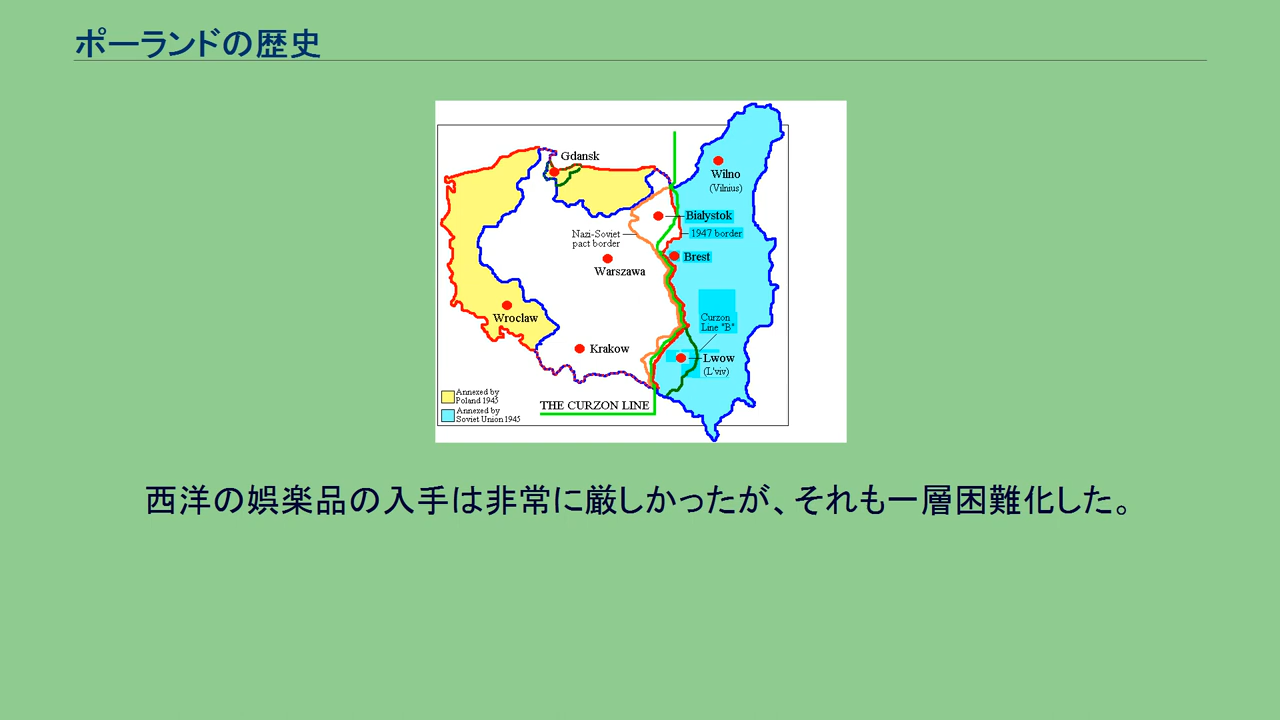 ポーランドの歴史
Gdansk
Wilno
(Vilnius)
Bialystok
Nazi-Soviet
pact border
1947 border
Brest
Warszawa
Wroclaw
Curzon
Line "B"
Krakow
Lwow
(L'viv)
Annexed by
Poland 1945
THE CURZON LINE
Annexed by
Soviet Union 1945
西洋の娯楽品の入手は非常に厳しかったが、それも一層困難化した。